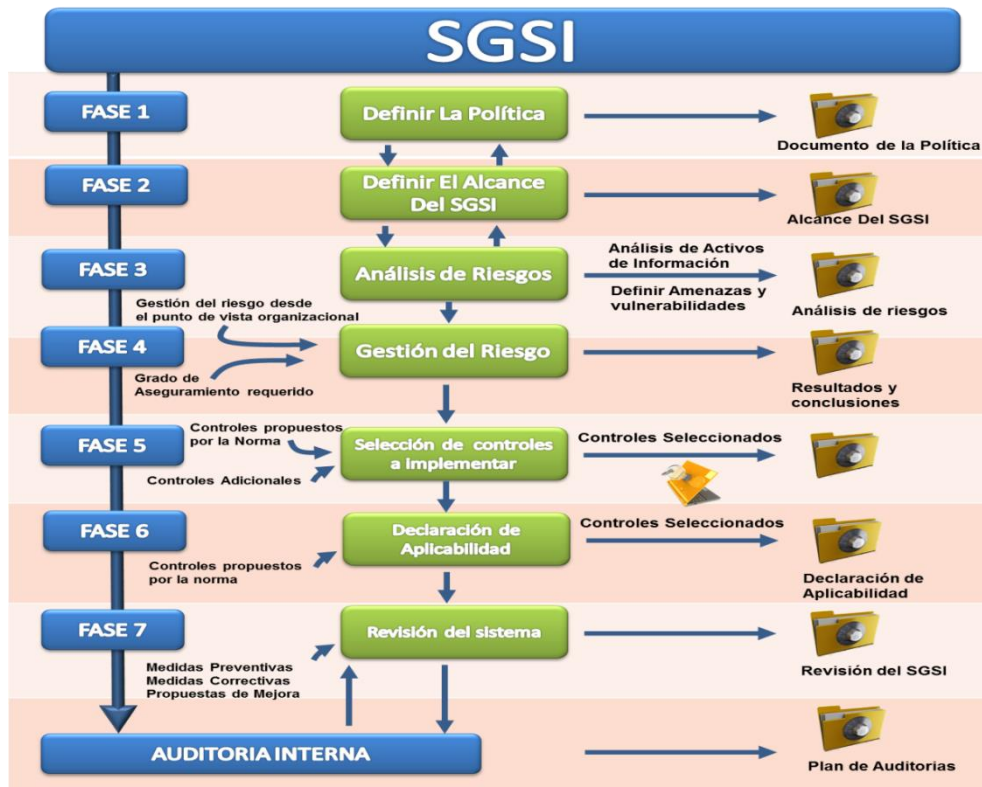 SGSI
FASE 1
Definir La Política
Documento de la Política
FASE 2
Definir El Alcance
Del SGSI
Alcance Del SGSI
FASE 3
Análisis de Riesgos
Análisis de Activos
de Información
Definir Amenazas y
vulnerabilidades
Análisis de riesgos
Gestión del riesgo desde
el punto de vista organizacional
FASE 4
Gestión del Riesgo
Grado de
Aseguramiento requerido
Resultados y
conclusiones
Controles propuestos
por la Norma
FASE 5
Selección de controles
a implementar
Controles Seleccionados
Controles Adicionales
FASE 6
Declaración de
Aplicabilidad
Controles Seleccionados
Controles propuestos
por la norma
Declaración de
Aplicabilidad
FASE 7
Revisión del sistema
Medidas Preventivas
Medidas Correctivas
Propuestas de Mejora
Revisión del SGSI
AUDITORIA INTERNA
Plan de Auditorias